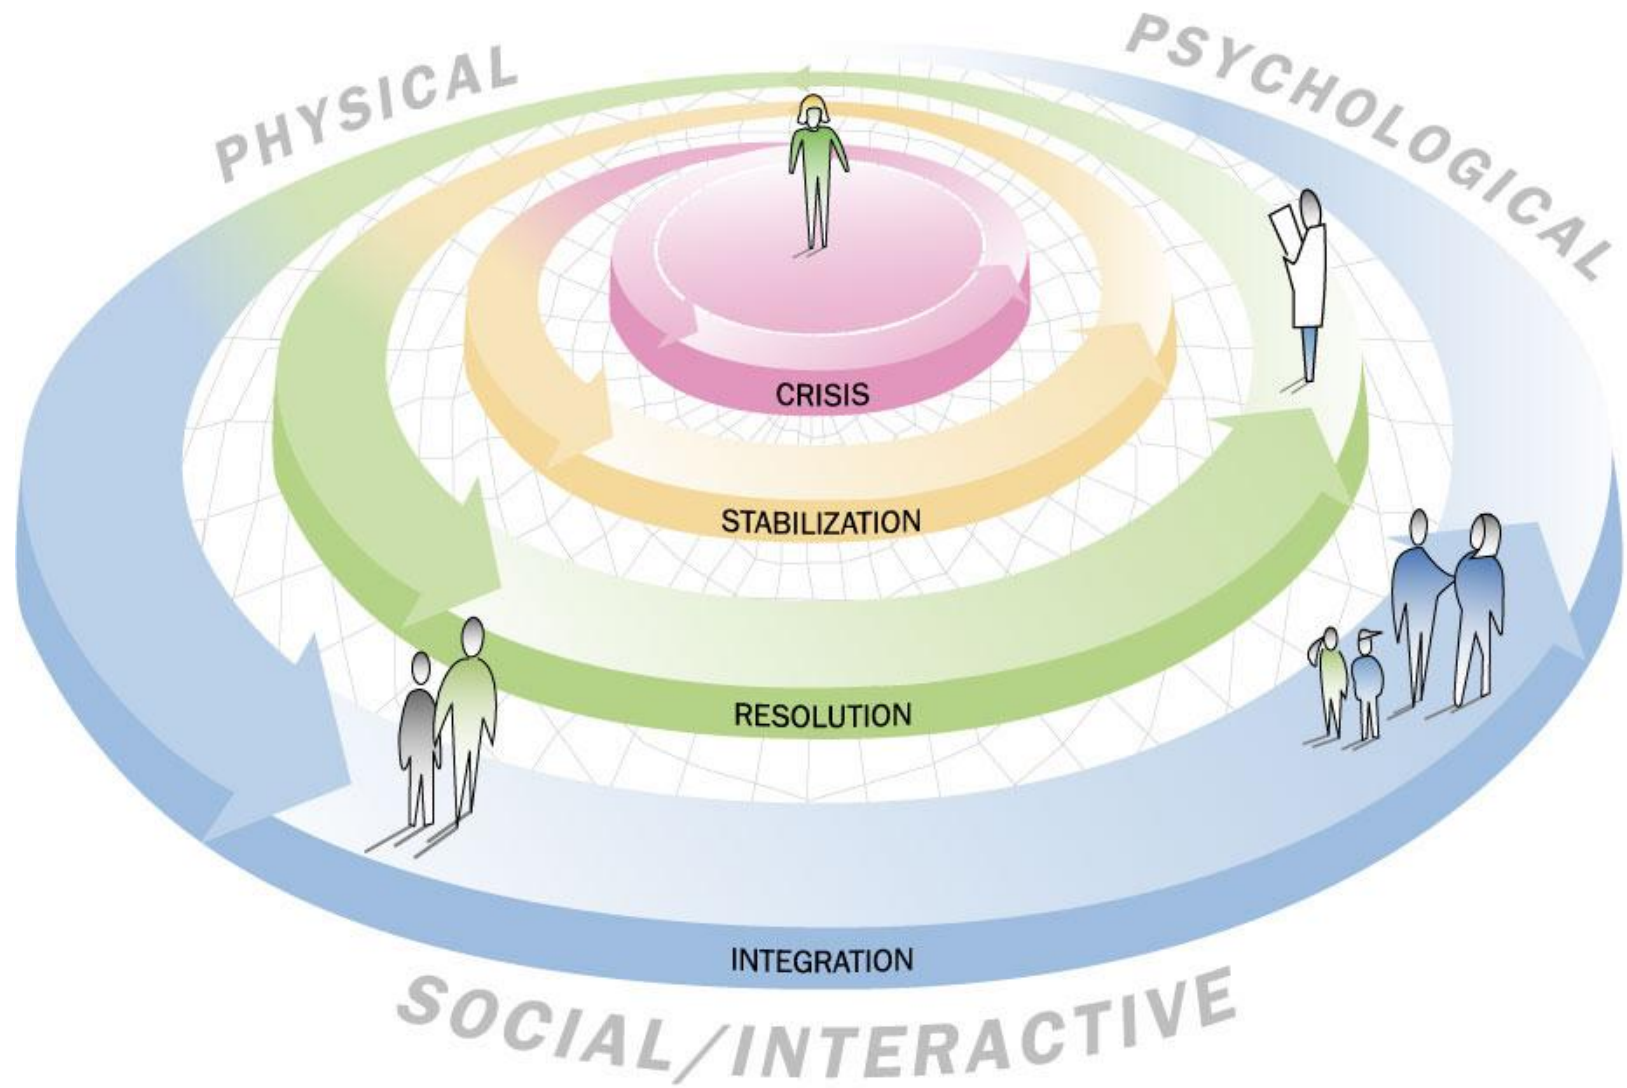 PHYSICAL
PSYCHOLOGICAL
CRISIS
STABILIZATION
RESOLUTION
INTEGRATION
SOCIAL/INTERACTIVE